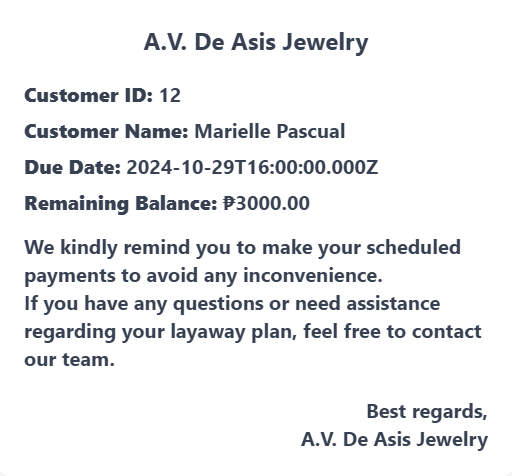 A.V. De Asis Jewelry
Customer ID: 12
Customer Name: Marielle Pascual
Due Date: 2024-10-29T16:00:00.000Z
Remaining Balance: ₱3000.00
We kindly remind you to make your scheduled
payments to avoid any inconvenience.
If you have any questions or need assistance
regarding your layaway plan, feel free to contact
our team.
Best regards,
A.V. De Asis Jewelry